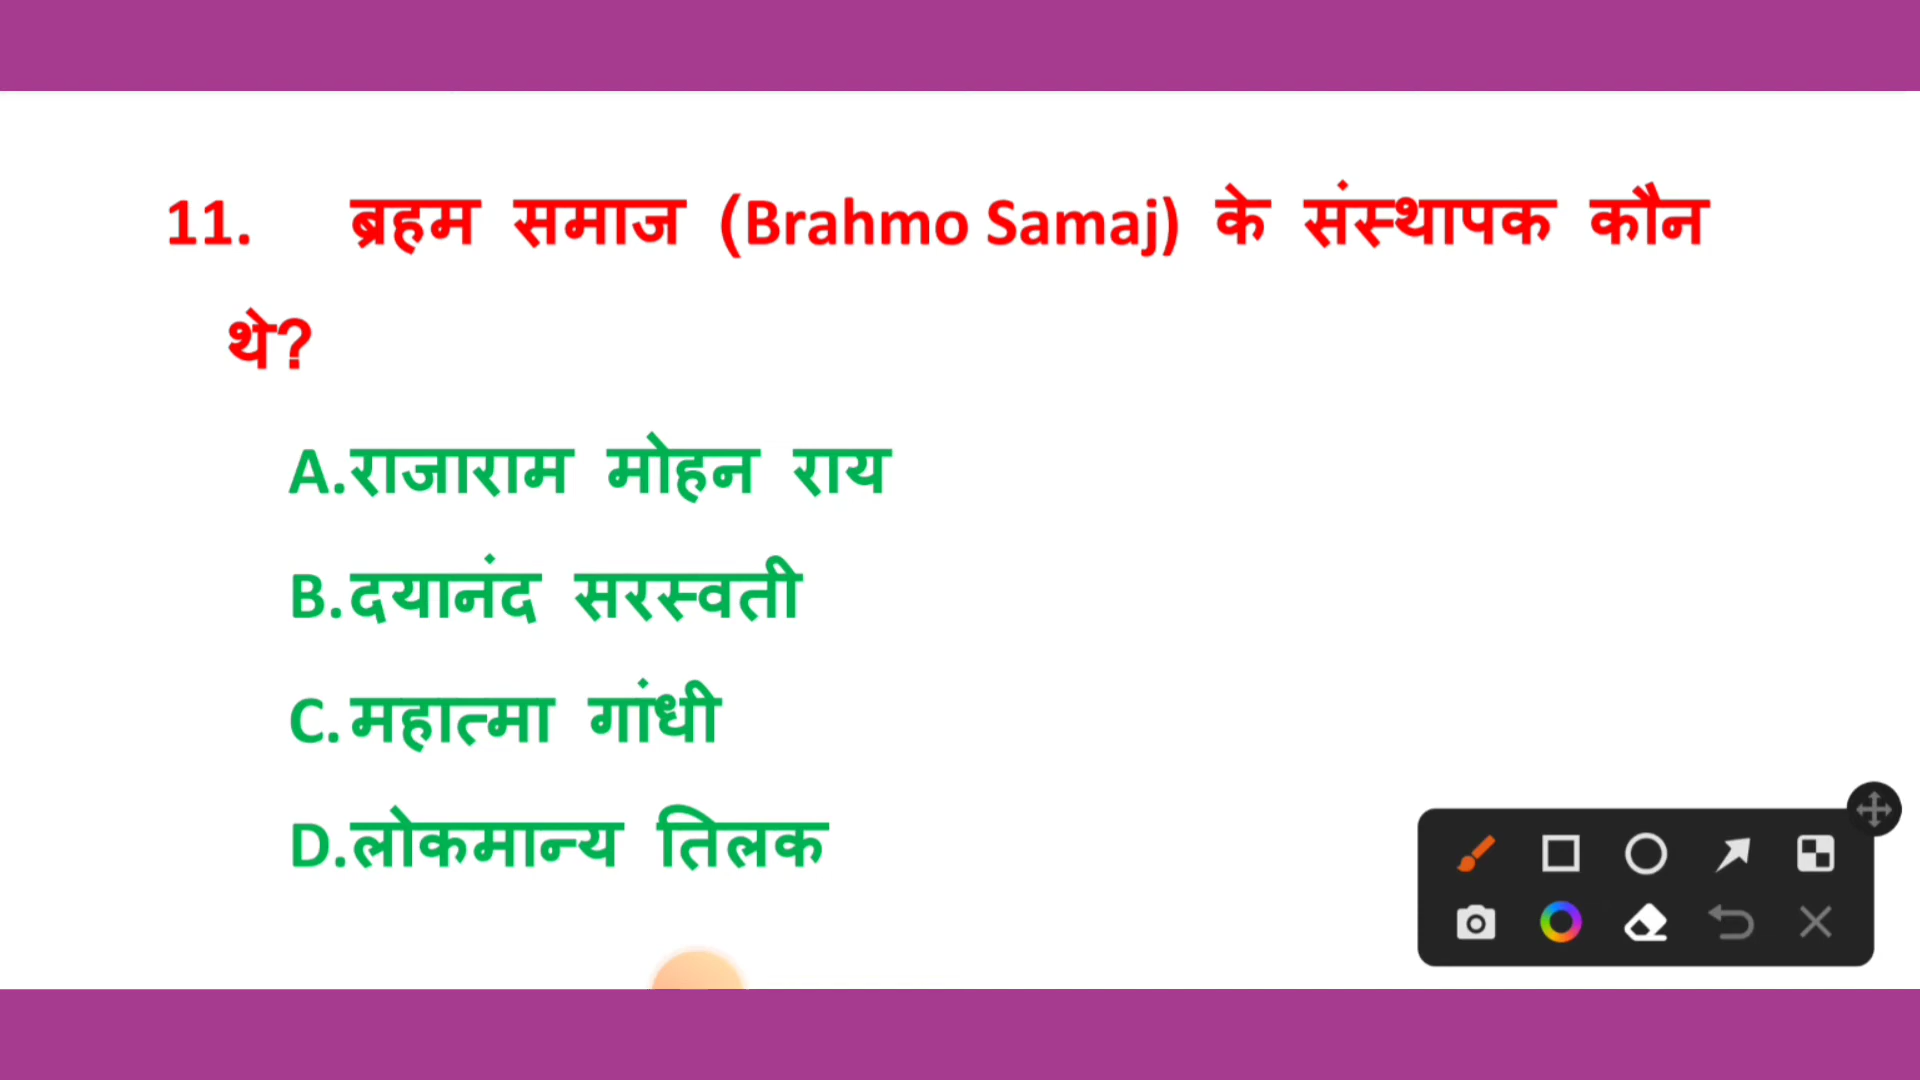 11. ब्रहम समाज (Brahmo Samaj) के संस्थापक कौन
थे?
A.राजाराम मोहन राय
B.दयानंद सरस्वती
C.महात्मा गांधी
D.लोकमान्य तिलक